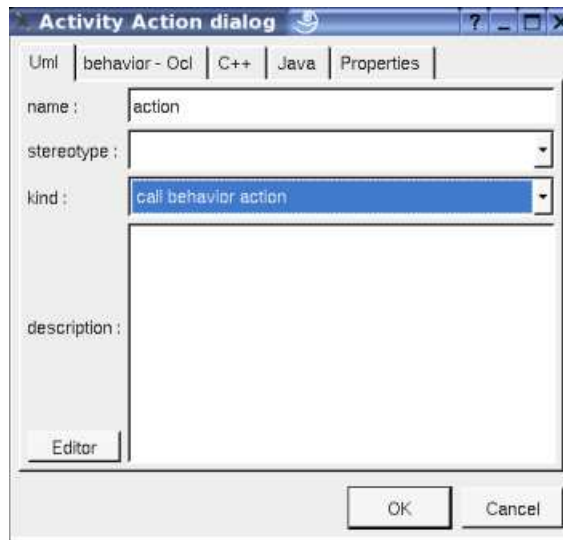 Activity Action dialog
Uml behavior - Ocl C++ Java Properties
name : action
stereotype :
kind : call behavior action
description :
Editor
OK Cancel